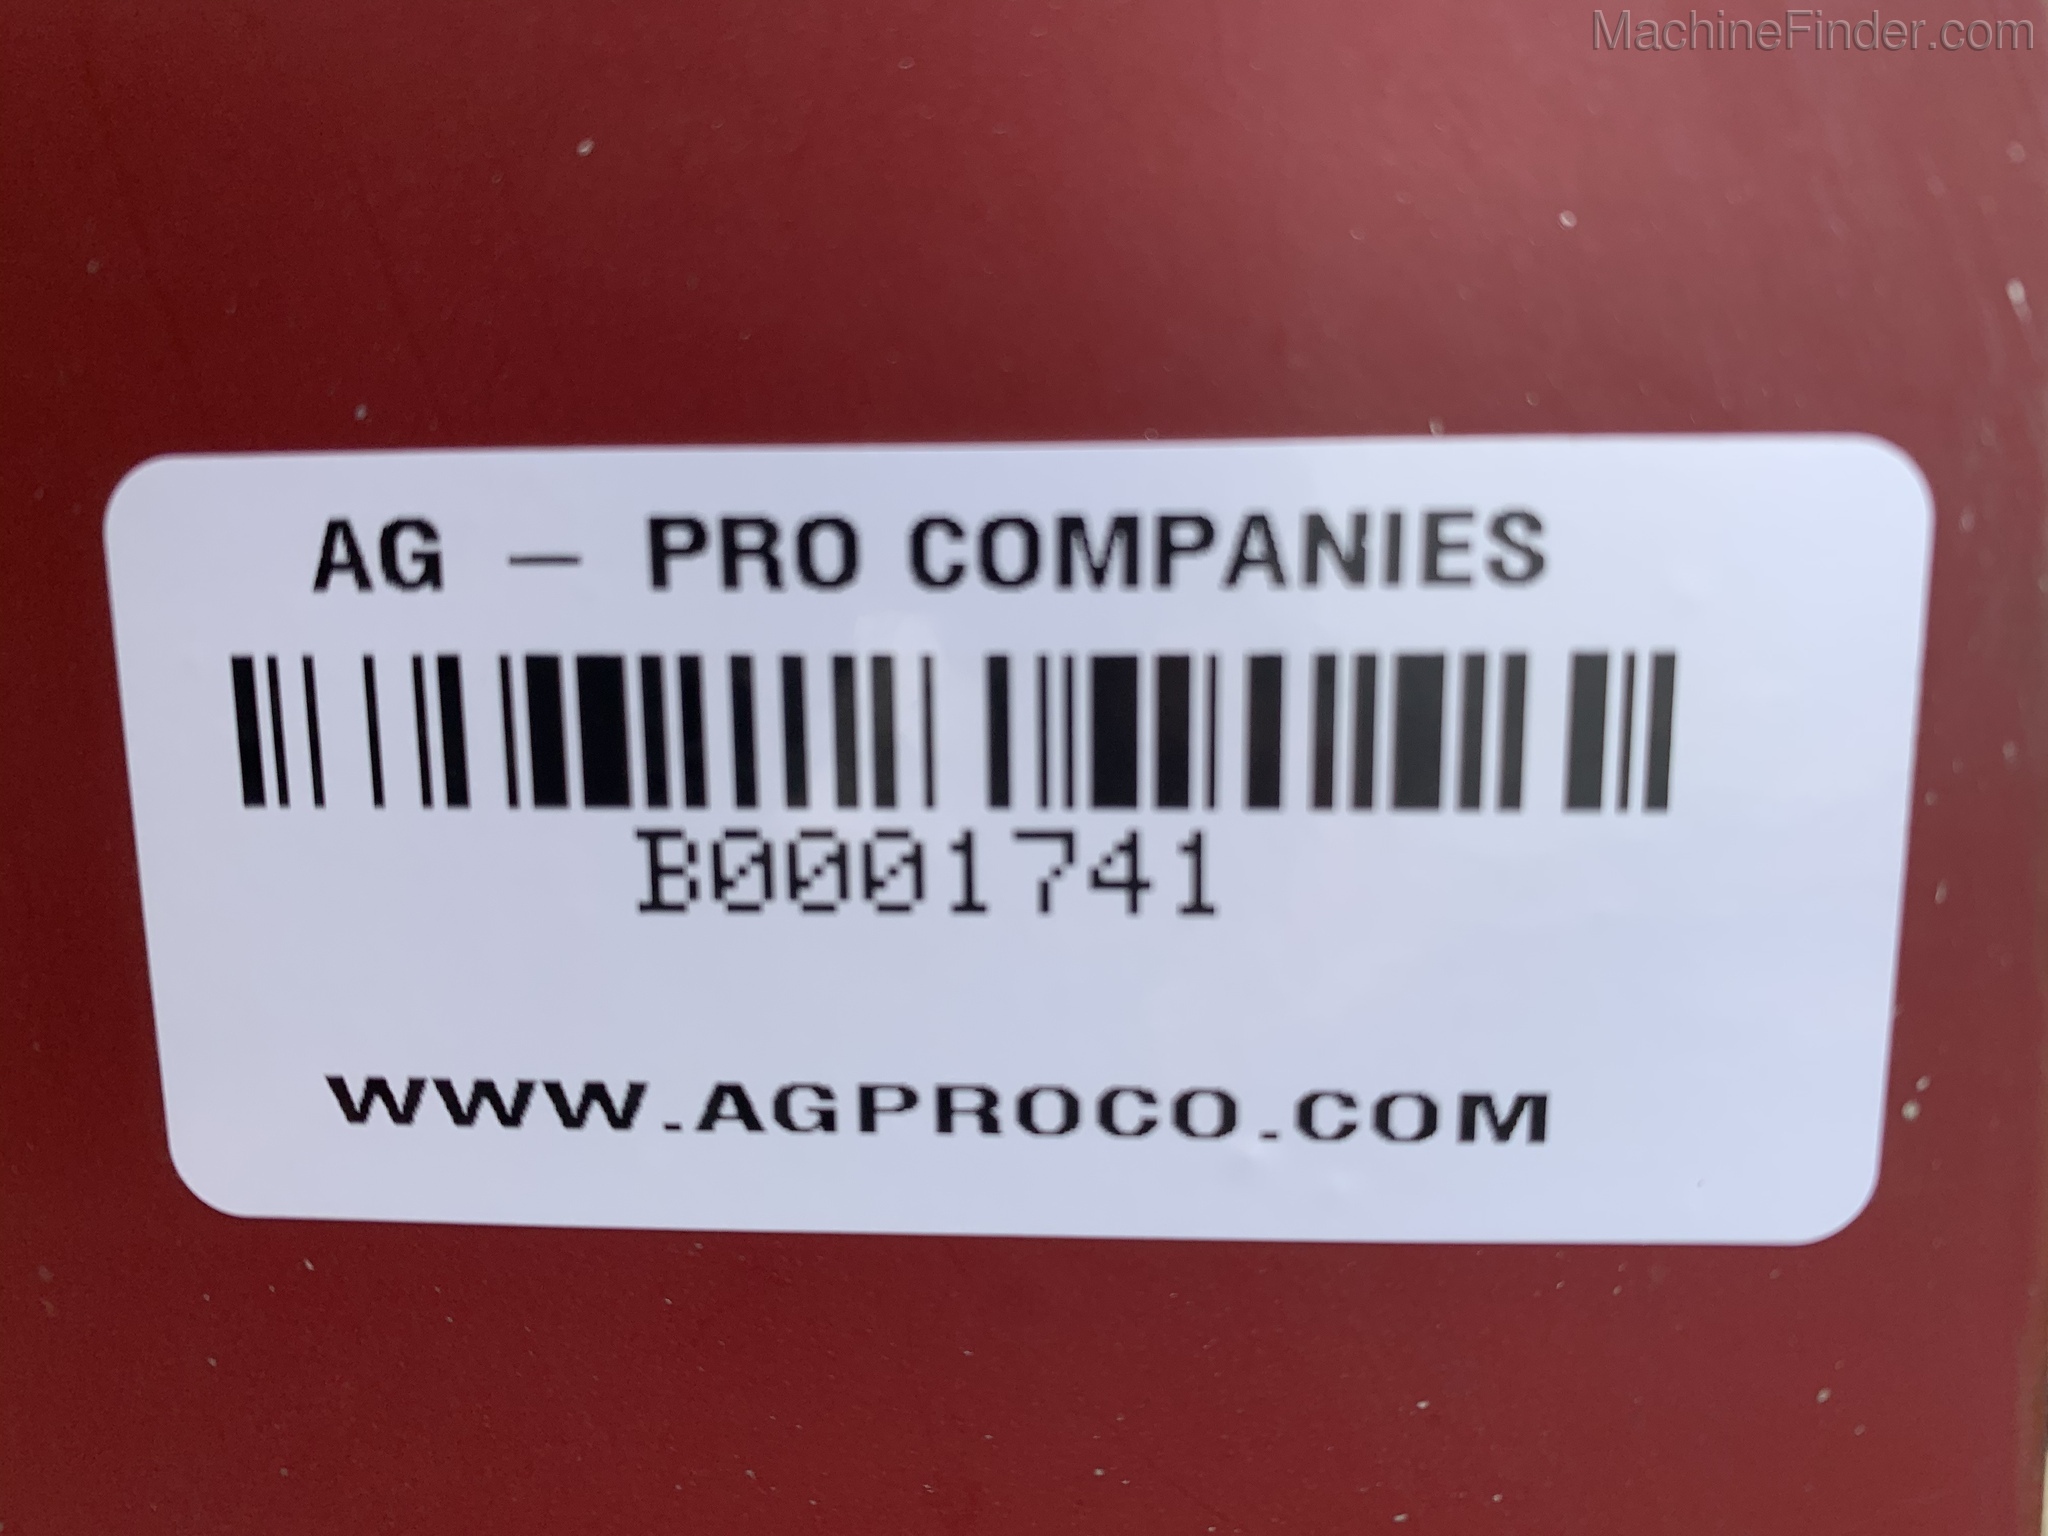 MachineFinder.com
AG - PRO COMPANIES
B0001741
WWW.AGPROCO.COM